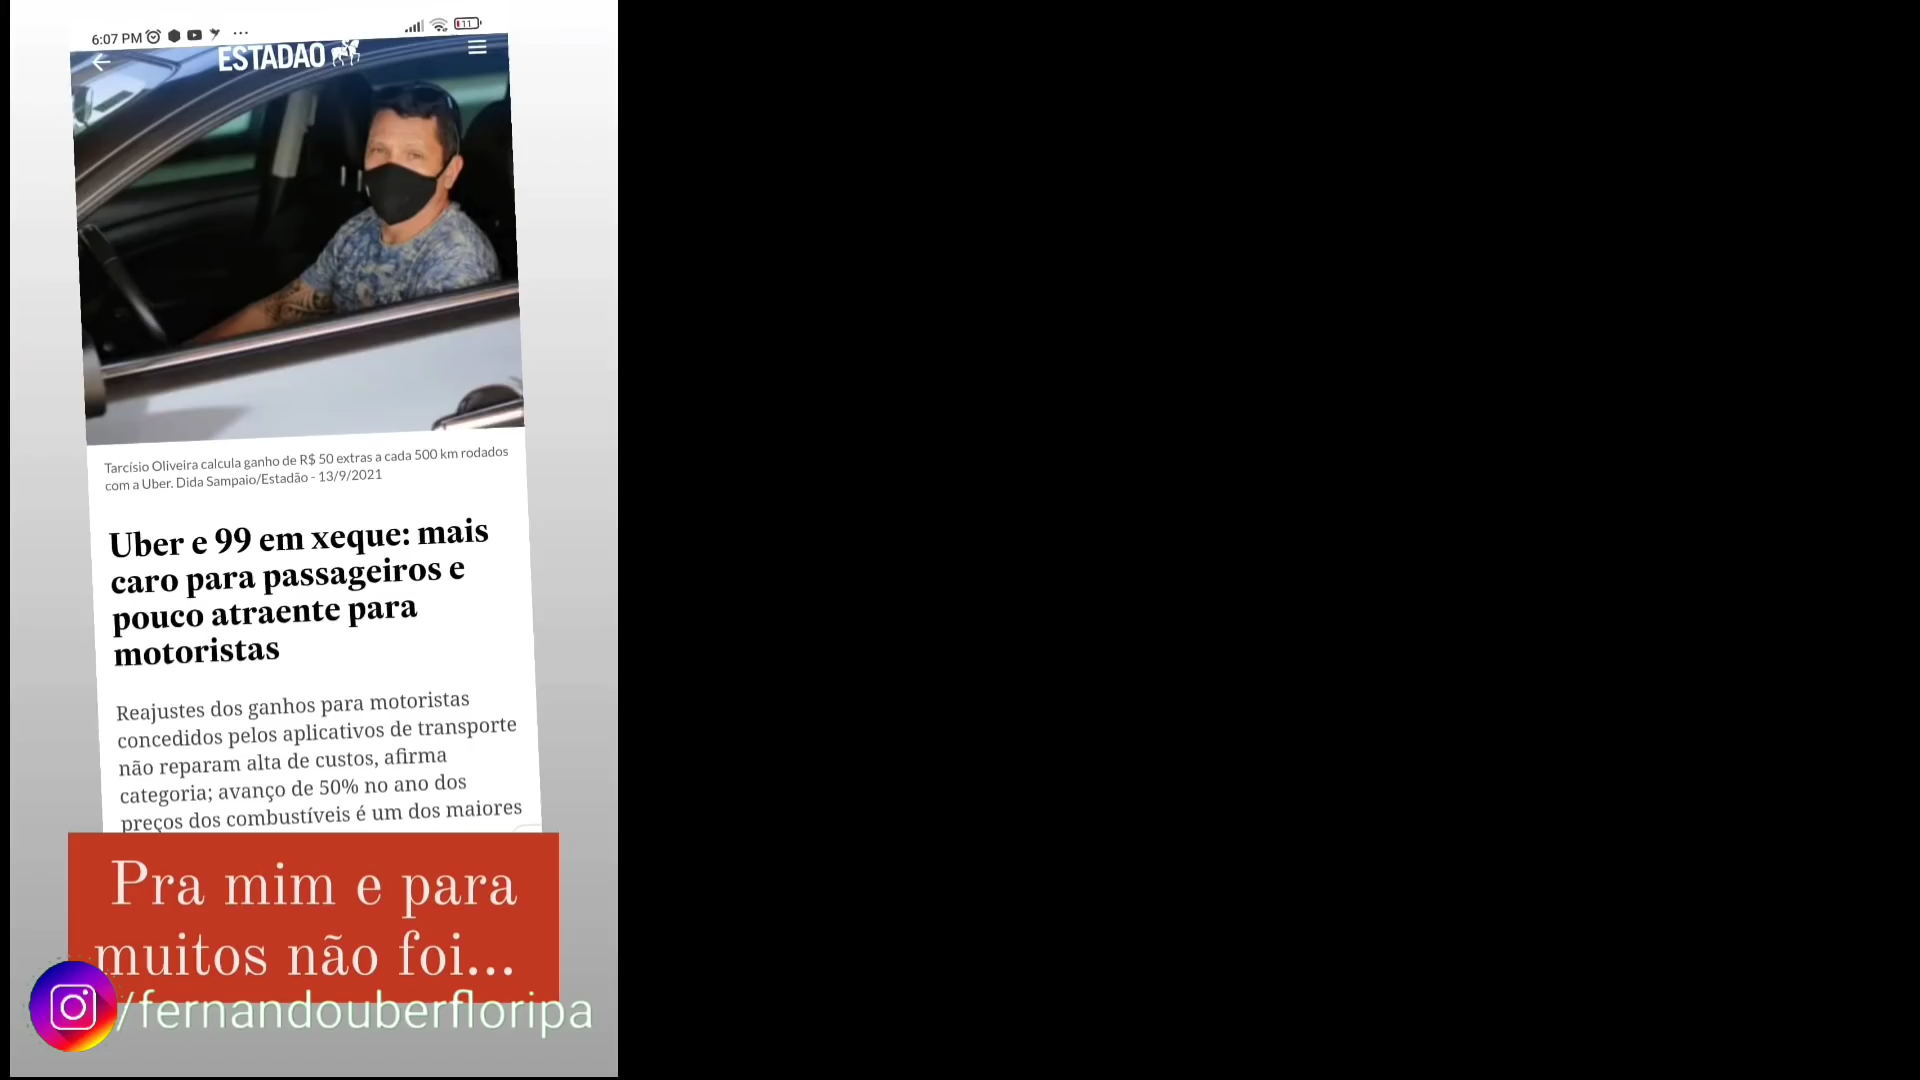 6:07 PM
11
ESTADÃO
Tarcísio Oliveira calcula ganho de R$ 50 extras a cada 500 km rodados
com a Uber. Dida Sampaio/Estadão - 13/9/2021
Uber e 99 em xeque: mais
caro para passageiros e
pouco atraente para
motoristas
Reajustes dos ganhos para motoristas
concedidos pelos aplicativos de transporte
não reparam alta de custos, afirma
categoria; avanço de 50% no ano dos
preços dos combustíveis é um dos maiores
Pra mim e para
muitos não foi...
/fernandouberfloripa